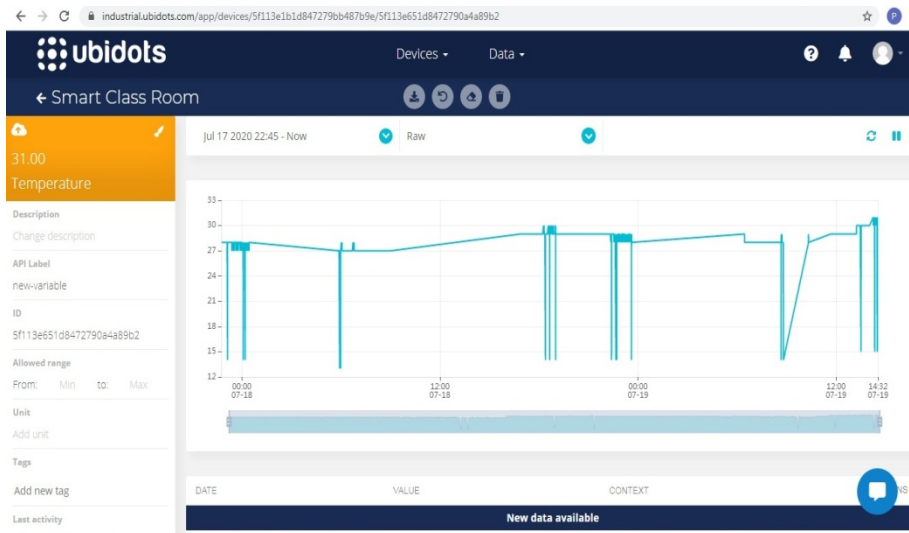 industrial.ubidots.com/app/devices/5f113e1b1d847279bb487b9e/5f113e651d8472790a4a89b2
P
ubidots
Devices
Data
← Smart Class Room
31.00
Temperature
Description
Change description
API Label
new-variable
ID
5f113e651d8472790a4a89b2
Allowed range
From: Min to: Max
Unit
Add unit
Tags
Add new tag
Last activity
Jul 17 2020 22:45 - Now
Raw
33
30
27
24
21
18
15
12
00:00 12:00 00:00 12:00 14:32
07-18 07-18 07-19 07-19 07-19
DATE VALUE CONTEXT
New data available